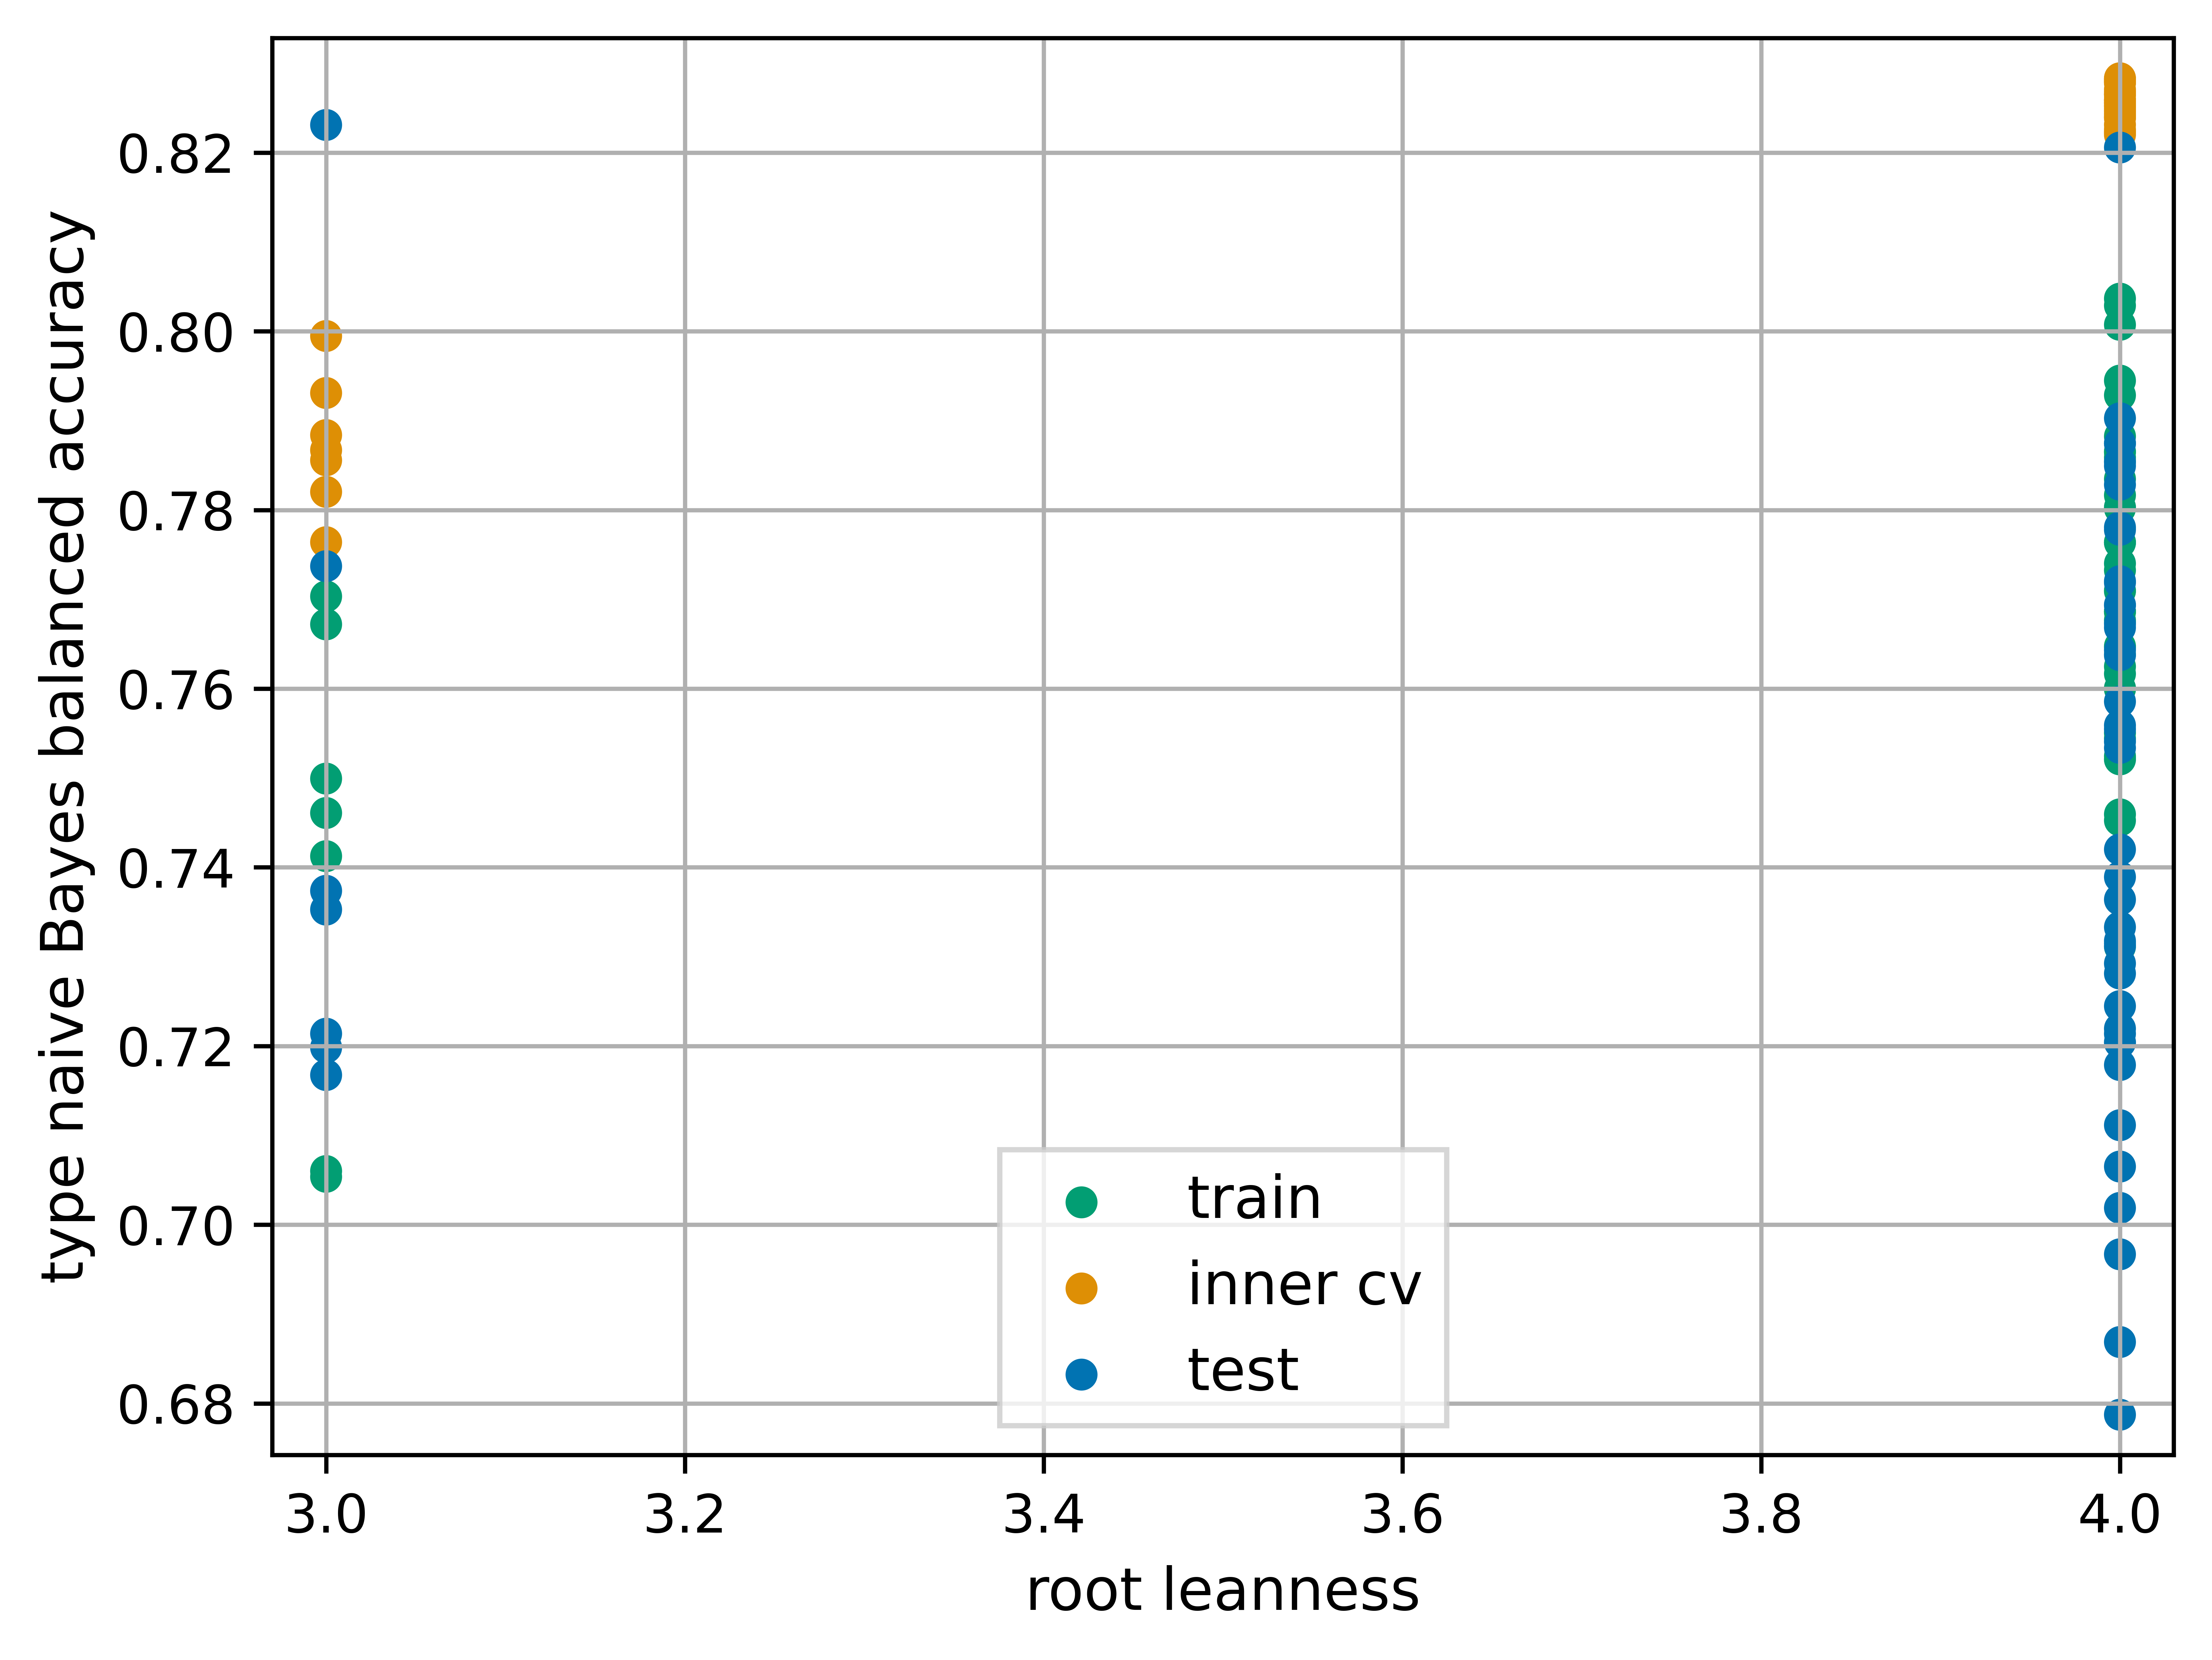 type naive Bayes balanced accuracy
0.82
0.80
0.78
0.76
0.74
0.72
0.70
0.68
train
inner cv
test
3.0 3.2 3.4 3.6 3.8 4.0
root leanness